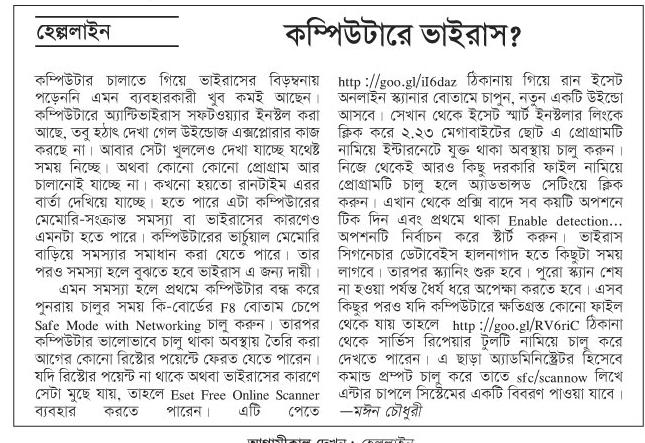 হেল্পলাইন
কম্পিউটারে ভাইরাস?
কম্পিউটার চালাতে গিয়ে ভাইরাসের বিড়ম্বনায়
পড়েননি এমন ব্যবহারকারী খুব কমই আছেন।
কম্পিউটারে অ্যান্টিভাইরাস সফটওয়্যার ইনস্টল করা
আছে, তবু হঠাৎ দেখা গেল উইন্ডোজ এক্সপ্লোরার কাজ
করছে না। আবার সেটা খুললেও দেখা যাচ্ছে যথেষ্ট
সময় নিচ্ছে। অথবা কোনো কোনো প্রোগ্রাম আর
চালানোই যাচ্ছে না। কখনো হয়তো রানটাইম এরর
বার্তা দেখিয়ে যাচ্ছে। হতে পারে এটা কম্পিউটারের
মেমোরি-সংক্রান্ত সমস্যা বা ভাইরাসের কারণেও
এমনটা হতে পারে। কম্পিউটারের ভার্চুয়াল মেমোরি
বাড়িয়ে সমস্যার সমাধান করা যেতে পারে। তার
পরও সমস্যা হলে বুঝতে হবে ভাইরাস এ জন্য দায়ী।
এমন সমস্যা হলে প্রথমে কম্পিউটার বন্ধ করে
পুনরায় চালুর সময় কি-বোর্ডের F8 বোতাম চেপে
Safe Mode with Networking চালু করুন। তারপর
কম্পিউটার ভালোভাবে চালু থাকা অবস্থায় তৈরি করা
আগের কোনো রিস্টোর পয়েন্টে ফেরত যেতে পারেন।
যদি রিস্টোর পয়েন্ট না থাকে অথবা ভাইরাসের কারণে
সেটা মুছে যায়, তাহলে Eset Free Online Scanner
ব্যবহার করতে পারেন। এটি পেতে
http://goo.gl/iI6daz ঠিকানায় গিয়ে রান ইসেট
অনলাইন স্ক্যানার বোতামে চাপুন, নতুন একটি উইন্ডো
আসবে। সেখান থেকে ইসেট স্মার্ট ইনস্টলার লিংকে
ক্লিক করে ২.২৩ মেগাবাইটের ছোট এ প্রোগ্রামটি
নামিয়ে ইন্টারনেটে যুক্ত থাকা অবস্থায় চালু করুন।
নিজে থেকেই আরও কিছু দরকারি ফাইল নামিয়ে
প্রোগ্রামটি চালু হলে অ্যাডভান্সড সেটিংয়ে ক্লিক
করুন। এখান থেকে প্রক্সি বাদে সব কয়টি অপশনে
টিক দিন এবং প্রথমে থাকা Enable detection...
অপশনটি নির্বাচন করে স্টার্ট করুন। ভাইরাস
সিগনেচার ডেটাবেইস হালনাগাদ হতে কিছুটা সময়
লাগবে। তারপর স্ক্যানিং শুরু হবে। পুরো স্ক্যান শেষ
না হওয়া পর্যন্ত ধৈর্য ধরে অপেক্ষা করতে হবে। এসব
কিছুর পরও যদি কম্পিউটারে ক্ষতিগ্রস্ত কোনো ফাইল
থেকে যায় তাহলে http://goo.gl/RV6riC ঠিকানা
থেকে সার্ভিস রিপেয়ার টুলটি নামিয়ে চালু করে
দেখতে পারেন। এ ছাড়া অ্যাডমিনিস্ট্রেটর হিসেবে
কমান্ড প্রম্পট চালু করে তাতে sfc/scannow লিখে
এন্টার চাপলে সিস্টেমের একটি বিবরণ পাওয়া যাবে।
—মঈন চৌধুরী
আগামীকাল দেখুন: হেল্পলাইন